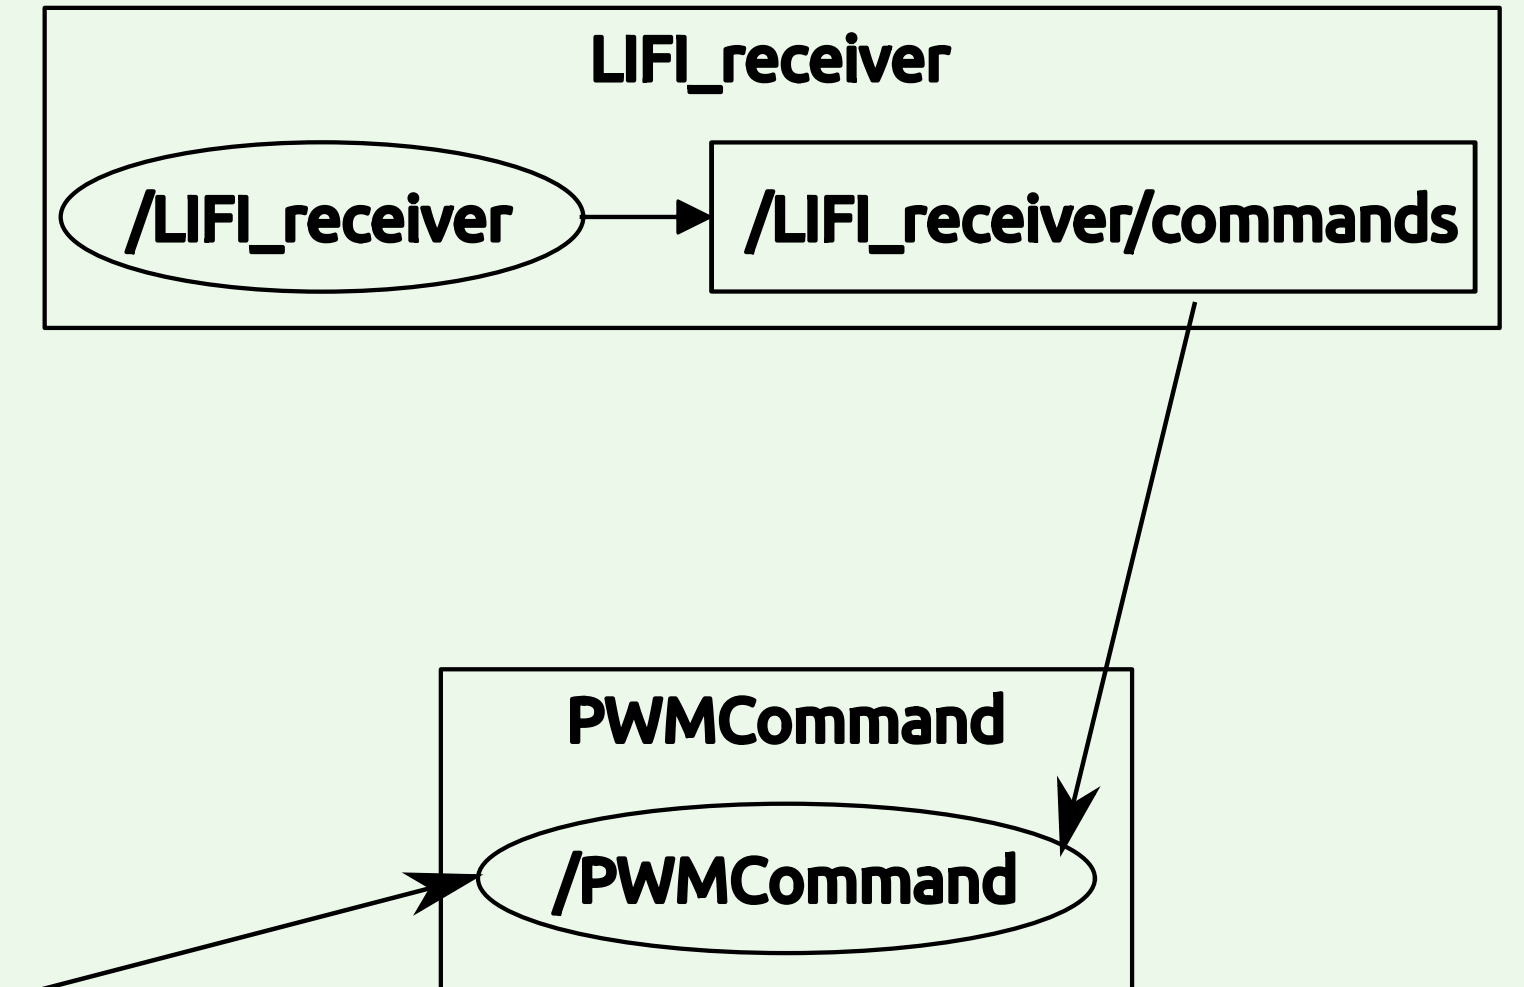 LIFI_receiver
/LIFI_receiver
/LIFI_receiver/commands
PWMCommand
/PWMCommand